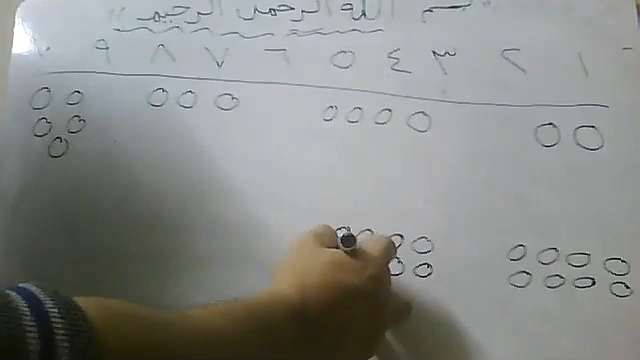 بسم الله الرحمن الرحيم
١ ٢ ٣ ٤ ٥ ٦ ٧ ٨ ٩ ١٠